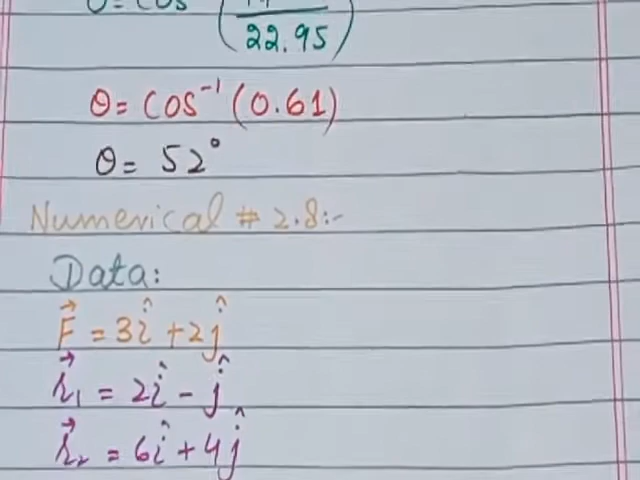 22.95
θ = cos⁻¹ (0.61)
θ = 52°
Numerical # 2.8:-
Data:
F⃗ = 3î + 2ĵ
r⃗₁ = 2î - ĵ
r⃗₂ = 6î + 4ĵ